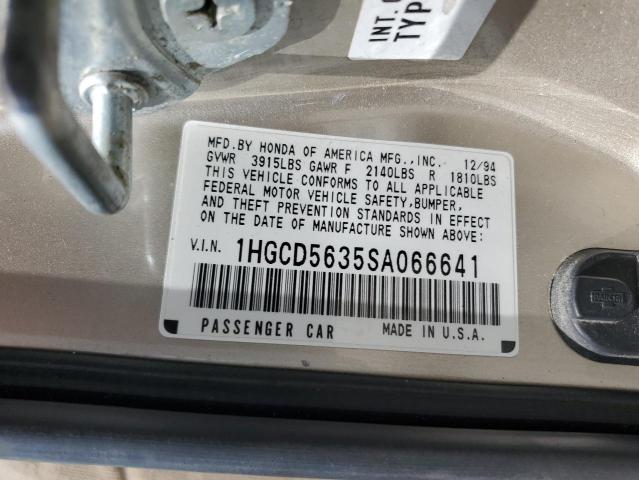 INT.
TYP
MFD.BY HONDA OF AMERICA MFG.,INC. 12/94
GVWR 3915LBS GAWR F 2140LBS R 1810LBS
THIS VEHICLE CONFORMS TO ALL APPLICABLE
FEDERAL MOTOR VEHICLE SAFETY,BUMPER,
AND THEFT PREVENTION STANDARDS IN EFFECT
ON THE DATE OF MANUFACTURE SHOWN ABOVE:
V.I.N. 1HGCD5635SA066641
PASSENGER CAR MADE IN U.S.A.